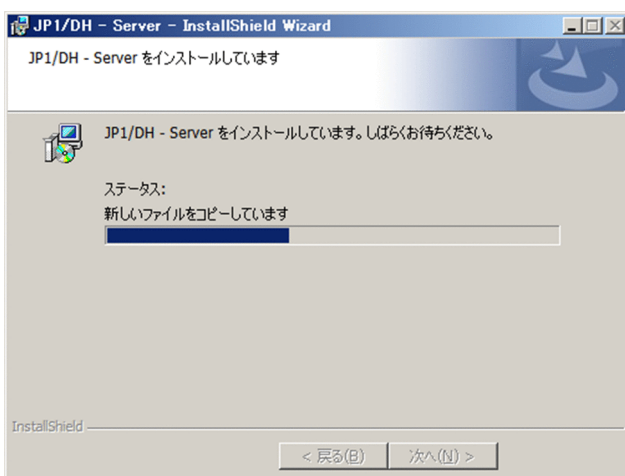 JP1/DH - Server - InstallShield Wizard
JP1/DH - Server をインストールしています
JP1/DH - Server をインストールしています。しばらくお待ちください。
ステータス:
新しいファイルをコピーしています
InstallShield
< 戻る(B)
次へ(N) >